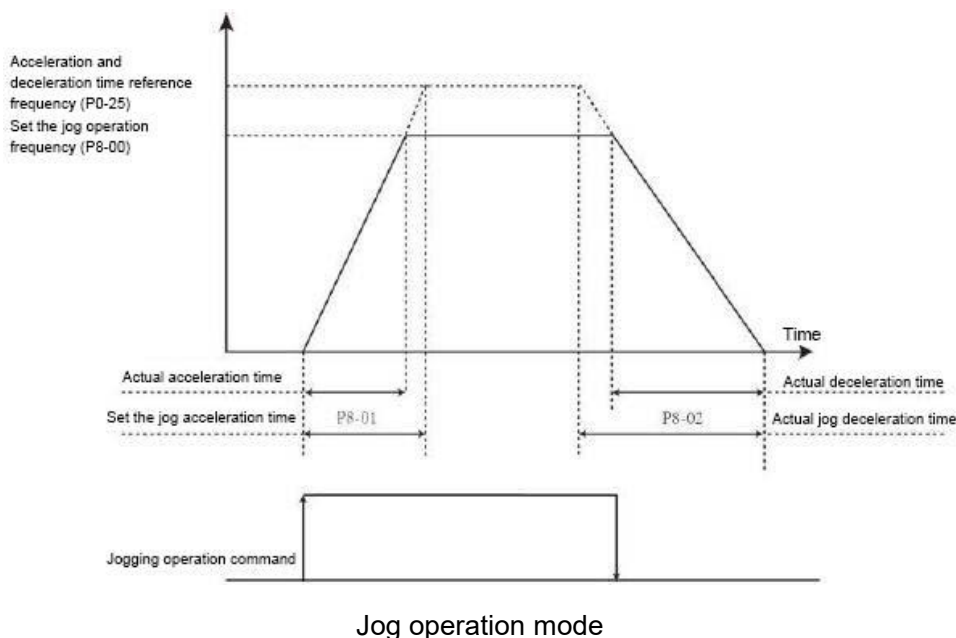 Acceleration and
deceleration time reference
frequency (P0-25)
Set the jog operation
frequency (P8-00)
Time
Actual acceleration time
Actual deceleration time
Set the jog acceleration time
P8-01
P8-02
Actual jog deceleration time
Jogging operation command
Jog operation mode